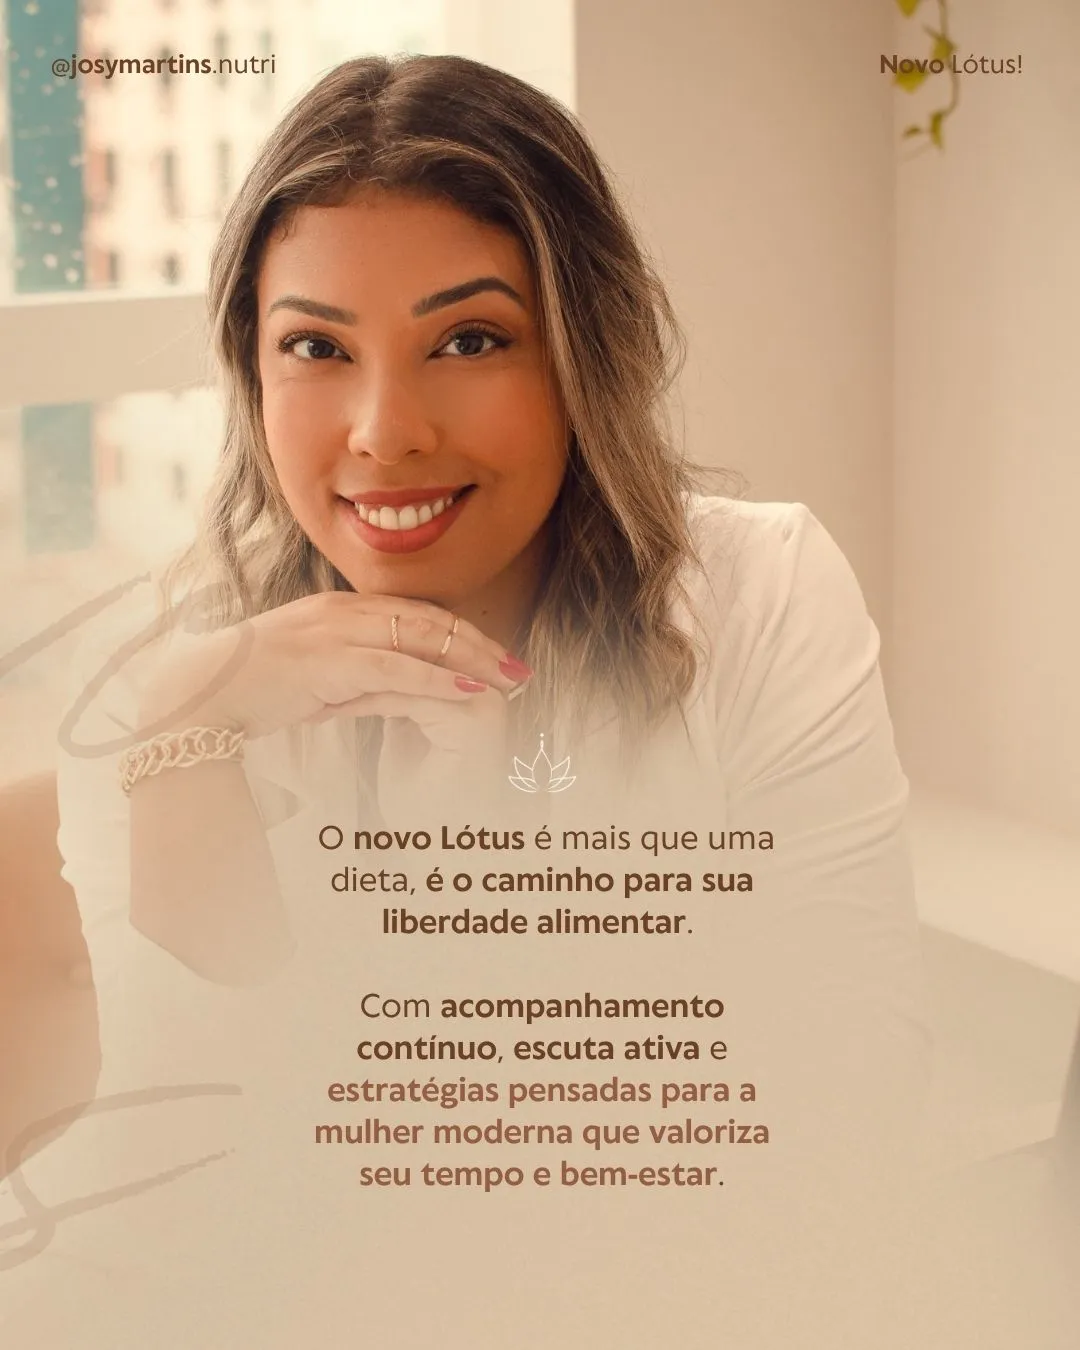 @josymartins.nutri
Novo Lótus!
O novo Lótus é mais que uma
dieta, é o caminho para sua
liberdade alimentar.
Com acompanhamento
contínuo, escuta ativa e
estratégias pensadas para a
mulher moderna que valoriza
seu tempo e bem-estar.